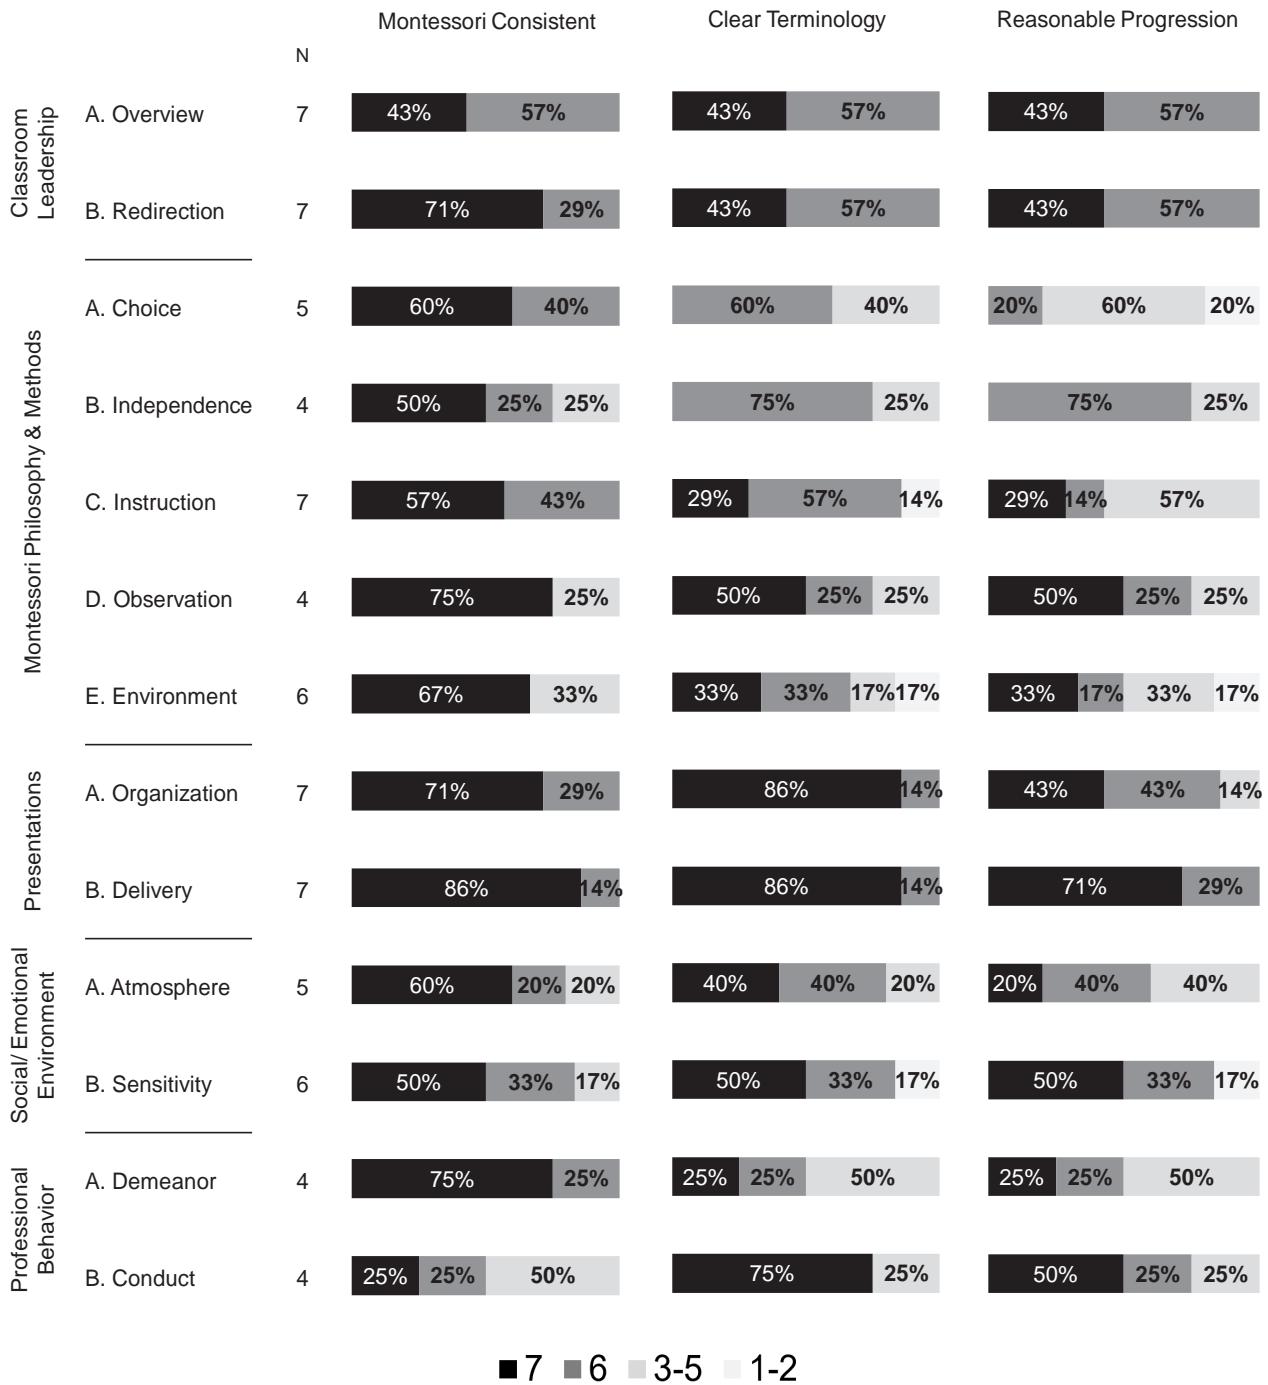 Montessori Consistent Clear Terminology Reasonable Progression
N
Classroom
Leadership
A. Overview 7 43% 57% 43% 57% 43% 57%
B. Redirection 7 71% 29% 43% 57% 43% 57%
Montessori Philosophy & Methods
A. Choice 5 60% 40% 60% 40% 20% 60% 20%
B. Independence 4 50% 25% 25% 75% 25% 75% 25%
C. Instruction 7 57% 43% 29% 57% 14% 29% 14% 57%
D. Observation 4 75% 25% 50% 25% 25% 50% 25% 25%
E. Environment 6 67% 33% 33% 33% 17% 17% 33% 17% 33% 17%
Presentations
A. Organization 7 71% 29% 86% 14% 43% 43% 14%
B. Delivery 7 86% 14% 86% 14% 71% 29%
Social/ Emotional
Environment
A. Atmosphere 5 60% 20% 20% 40% 40% 20% 20% 40% 40%
B. Sensitivity 6 50% 33% 17% 50% 33% 17% 50% 33% 17%
Professional
Behavior
A. Demeanor 4 75% 25% 25% 25% 50% 25% 25% 50%
B. Conduct 4 25% 25% 50% 75% 25% 50% 25% 25%
7 6 3-5 1-2